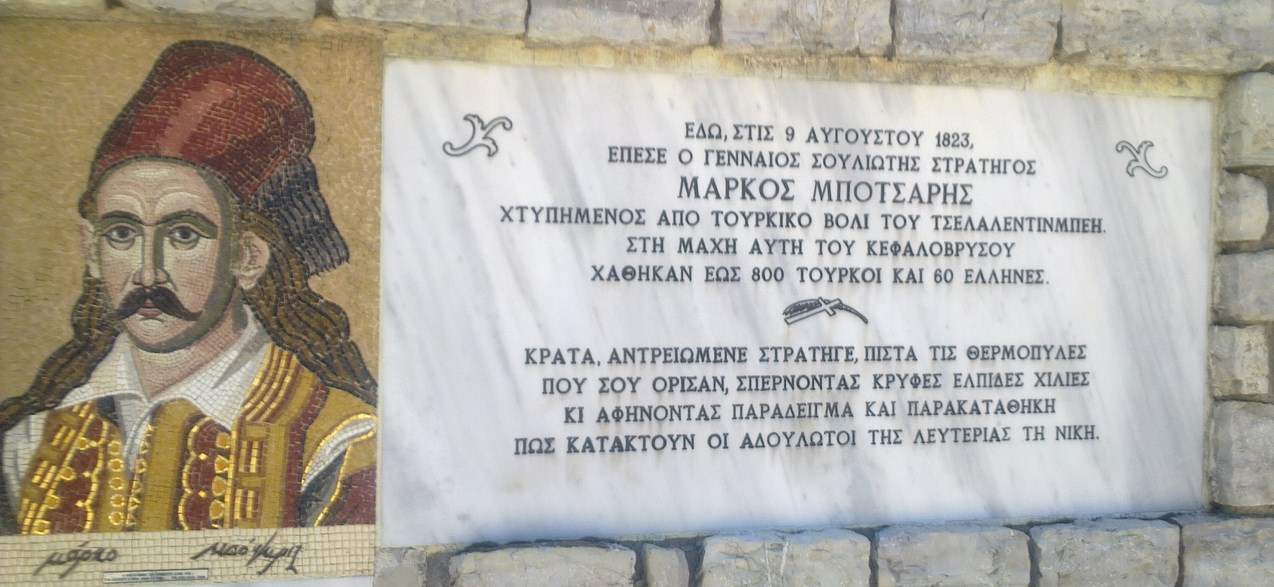 ΕΔΩ, ΣΤΙΣ 9 ΑΥΓΟΥΣΤΟΥ 1823,
ΕΠΕΣΕ Ο ΓΕΝΝΑΙΟΣ ΣΟΥΛΙΩΤΗΣ ΣΤΡΑΤΗΓΟΣ
ΜΑΡΚΟΣ ΜΠΟΤΣΑΡΗΣ
ΧΤΥΠΗΜΕΝΟΣ ΑΠΟ ΤΟΥΡΚΙΚΟ ΒΟΛΙ ΤΟΥ ΤΣΕΛΑΛΕΝΤΙΝΜΠΕΗ.
ΣΤΗ ΜΑΧΗ ΑΥΤΗ ΤΟΥ ΚΕΦΑΛΟΒΡΥΣΟΥ
ΧΑΘΗΚΑΝ ΕΩΣ 800 ΤΟΥΡΚΟΙ ΚΑΙ 60 ΕΛΛΗΝΕΣ.
ΚΡΑΤΑ, ΑΝΤΡΕΙΩΜΕΝΕ ΣΤΡΑΤΗΓΕ, ΠΙΣΤΑ ΤΙΣ ΘΕΡΜΟΠΥΛΕΣ
ΠΟΥ ΣΟΥ ΟΡΙΣΑΝ, ΣΠΕΡΝΟΝΤΑΣ ΚΡΥΦΕΣ ΕΛΠΙΔΕΣ ΧΙΛΙΕΣ
ΚΙ ΑΦΗΝΟΝΤΑΣ ΠΑΡΑΔΕΙΓΜΑ ΚΑΙ ΠΑΡΑΚΑΤΑΘΗΚΗ
ΠΩΣ ΚΑΤΑΚΤΟΥΝ ΟΙ ΑΔΟΥΛΩΤΟΙ ΤΗΣ ΛΕΥΤΕΡΙΑΣ ΤΗ ΝΙΚΗ.
μάρκο